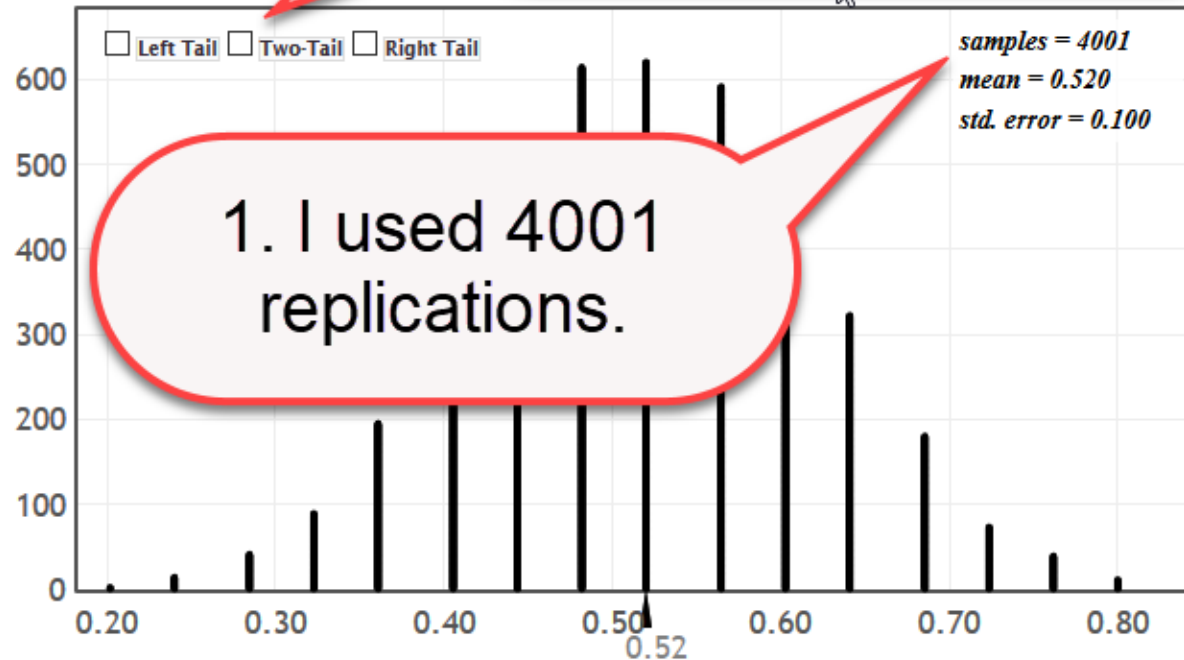 Left Tail Two-Tail Right Tail
samples = 4001
mean = 0.520
std. error = 0.100
600
500
400
300
200
100
0
1. I used 4001
replications.
0.20 0.30 0.40 0.50 0.60 0.70 0.80
0.52